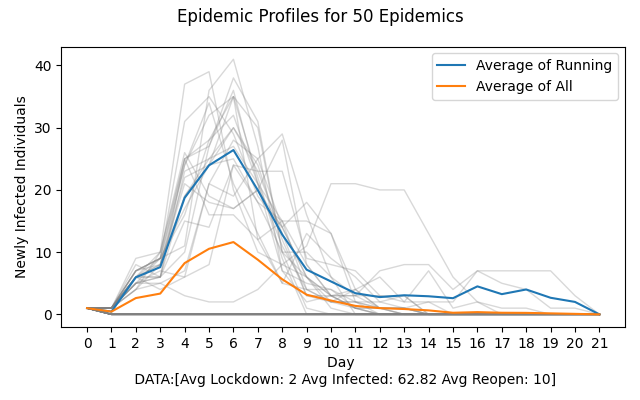 Epidemic Profiles for 50 Epidemics
Average of Running
Average of All
Newly Infected Individuals
40
30
20
10
0
0 1 2 3 4 5 6 7 8 9 10 11 12 13 14 15 16 17 18 19 20 21
Day
DATA:[Avg Lockdown: 2 Avg Infected: 62.82 Avg Reopen: 10]